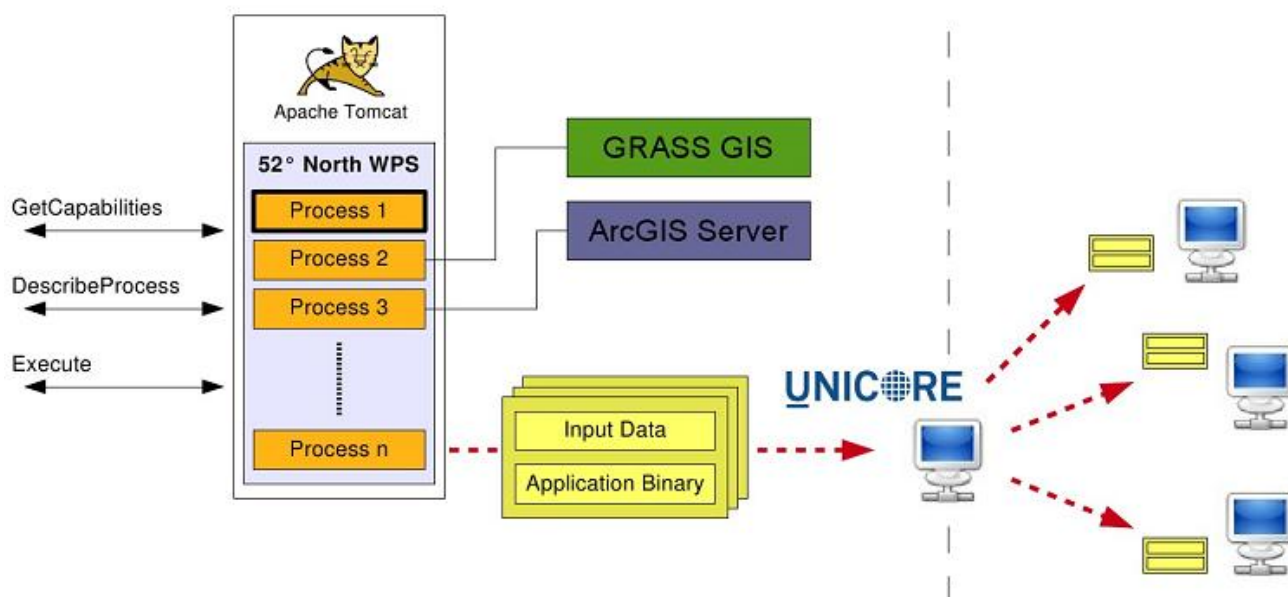 Apache Tomcat
52° North WPS
GetCapabilities
DescribeProcess
Execute
Process 1
Process 2
Process 3
Process n
GRASS GIS
ArcGIS Server
Input Data
Application Binary
UNICORE